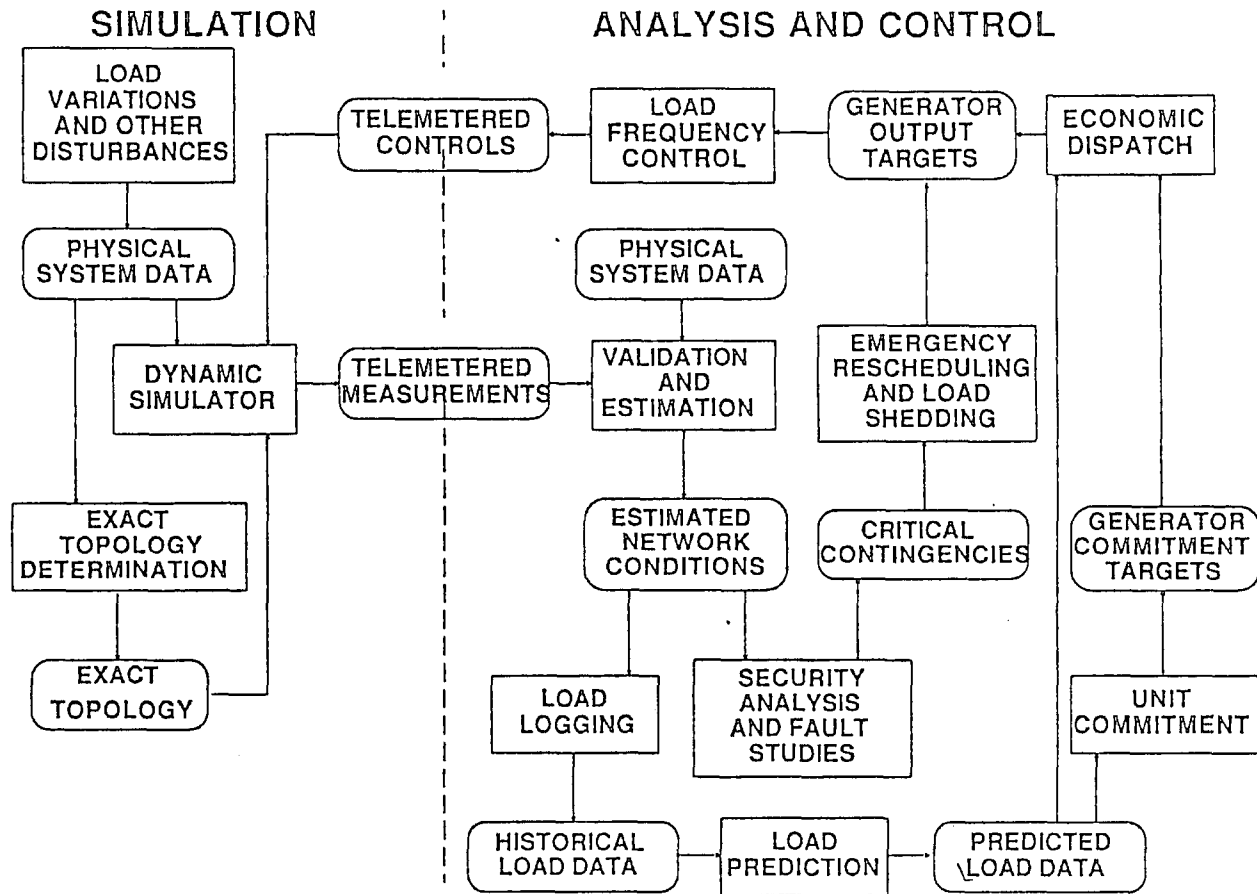 SIMULATION
ANALYSIS AND CONTROL
LOAD
VARIATIONS
AND OTHER
DISTURBANCES
TELEMETERED
CONTROLS
LOAD
FREQUENCY
CONTROL
GENERATOR
OUTPUT
TARGETS
ECONOMIC
DISPATCH
PHYSICAL
SYSTEM DATA
PHYSICAL
SYSTEM DATA
DYNAMIC
SIMULATOR
TELEMETERED
MEASUREMENTS
VALIDATION
AND
ESTIMATION
EMERGENCY
RESCHEDULING
AND LOAD
SHEDDING
EXACT
TOPOLOGY
DETERMINATION
ESTIMATED
NETWORK
CONDITIONS
CRITICAL
CONTINGENCIES
GENERATOR
COMMITMENT
TARGETS
EXACT
TOPOLOGY
LOAD
LOGGING
SECURITY
ANALYSIS
AND FAULT
STUDIES
UNIT
COMMITMENT
HISTORICAL
LOAD DATA
LOAD
PREDICTION
PREDICTED
LOAD DATA